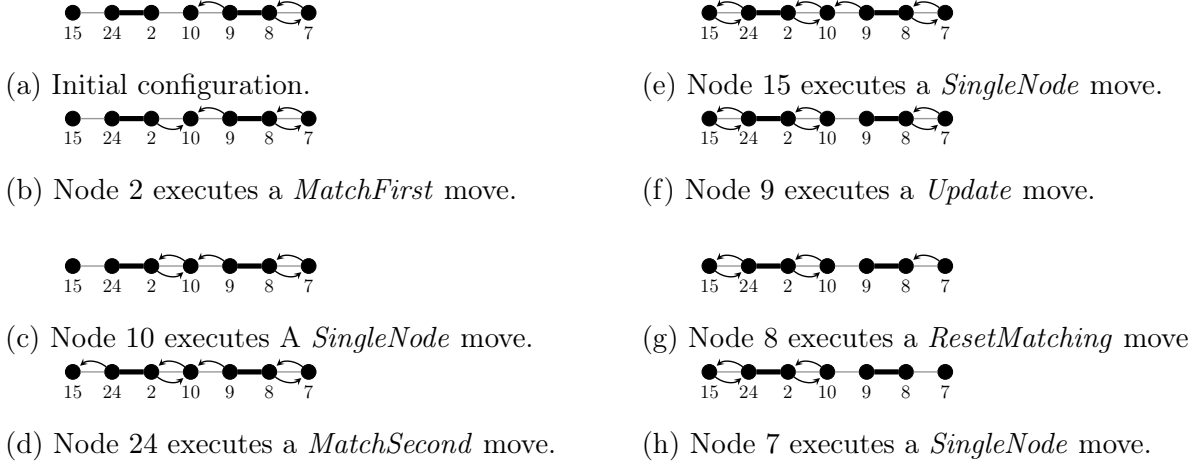 15 24 2 10 9 8 7
(a) Initial configuration.
15 24 2 10 9 8 7
(b) Node 2 executes a MatchFirst move.
15 24 2 10 9 8 7
(c) Node 10 executes A SingleNode move.
15 24 2 10 9 8 7
(d) Node 24 executes a MatchSecond move.
15 24 2 10 9 8 7
(e) Node 15 executes a SingleNode move.
15 24 2 10 9 8 7
(f) Node 9 executes a Update move.
15 24 2 10 9 8 7
(g) Node 8 executes a ResetMatching move
15 24 2 10 9 8 7
(h) Node 7 executes a SingleNode move.